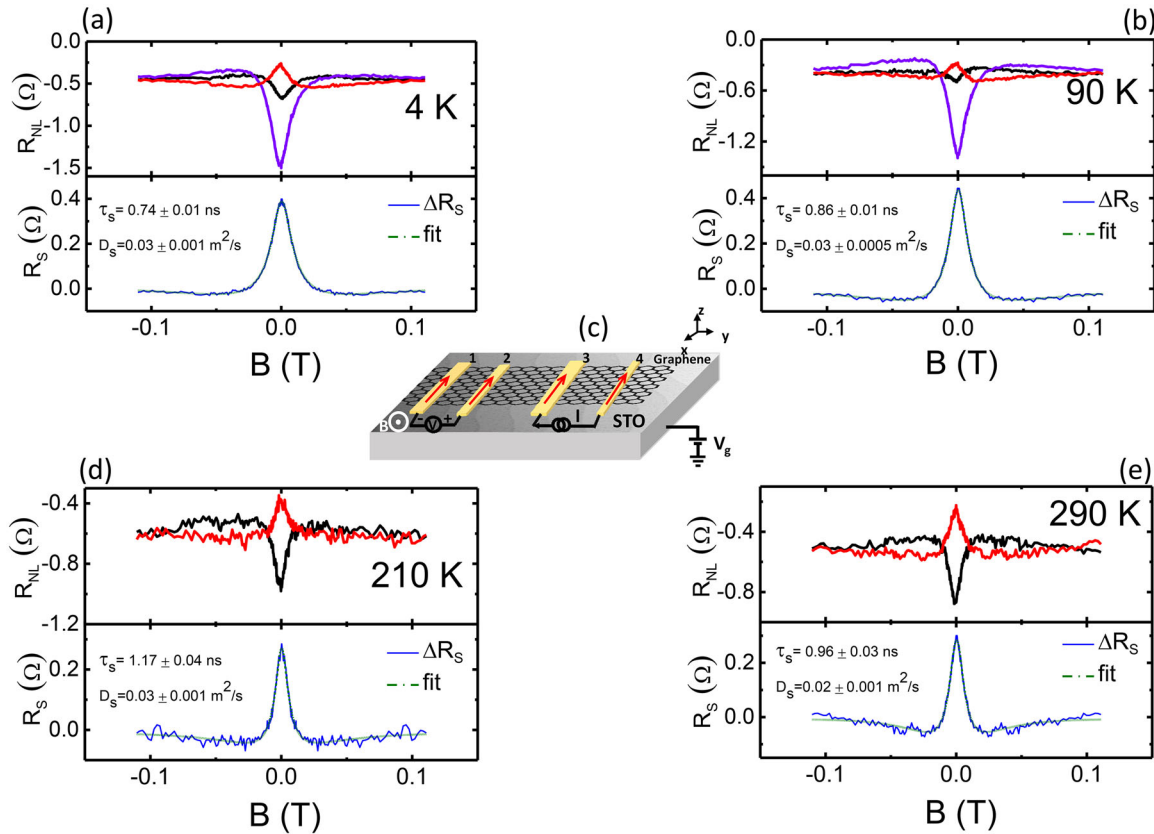 (a)
0.0
-0.5
-1.0
-1.5
R_NL (Ω)
4 K
0.4
0.2
0.0
R_S (Ω)
τ_s= 0.74 ± 0.01 ns
D_s=0.03 ± 0.001 m²/s
ΔR_S
fit
-0.1 0.0 0.1
B (T)
(b)
0.0
-0.6
-1.2
R_NL (Ω)
90 K
0.4
0.2
0.0
R_S (Ω)
τ_s= 0.86 ± 0.01 ns
D_s=0.03 ± 0.0005 m²/s
ΔR_S
fit
-0.1 0.0 0.1
B (T)
(c)
z
y
x
1 2 3 4
Graphene
B
- V +
I
STO
V_g
(d)
-0.4
-0.8
-1.2
R_NL (Ω)
210 K
0.2
0.0
R_S (Ω)
τ_s= 1.17 ± 0.04 ns
D_s=0.03 ± 0.001 m²/s
ΔR_S
fit
-0.1 0.0 0.1
B (T)
(e)
-0.4
-0.8
R_NL (Ω)
290 K
0.2
0.0
R_S (Ω)
τ_s= 0.96 ± 0.03 ns
D_s=0.02 ± 0.001 m²/s
ΔR_S
fit
-0.1 0.0 0.1
B (T)